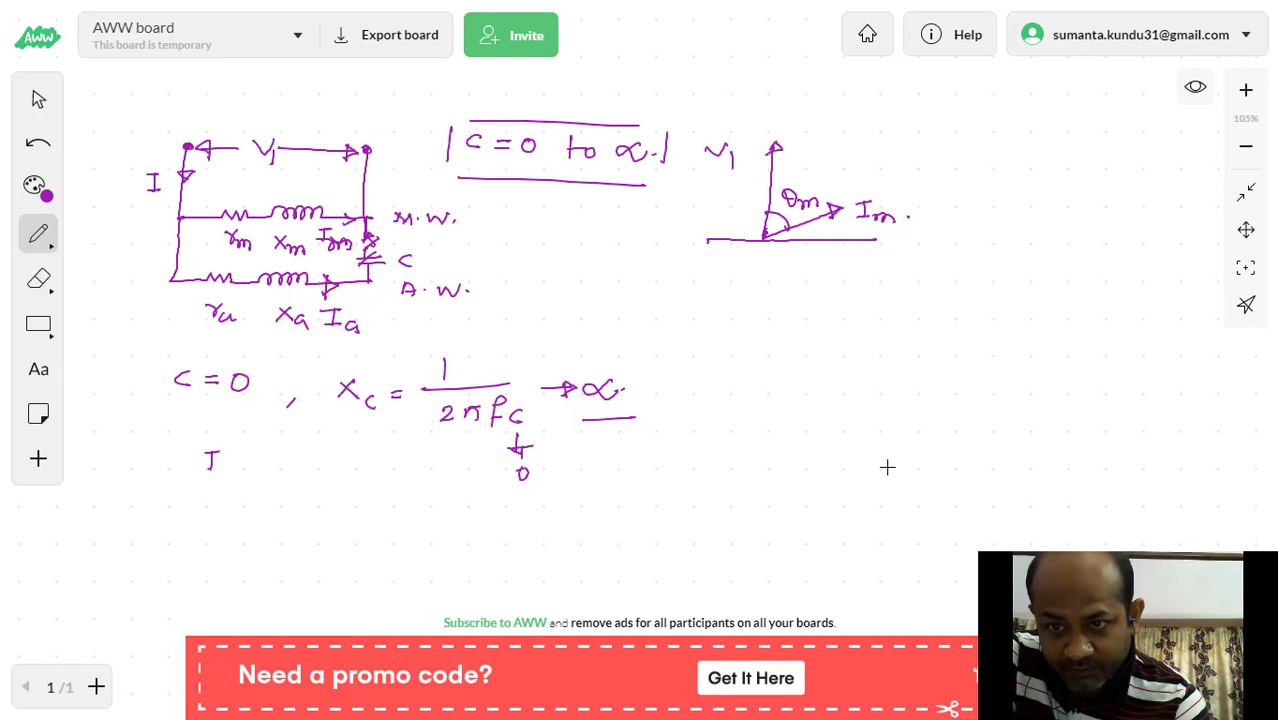 AWW board
This board is temporary
Export board
Invite
Help
sumanta.kundu31@gmail.com
AWW
105%
V1
C = 0 to α.
V1
I
θm
Im.
M.W.
rm
xm
Im
C
A.W.
ra
xa
Ia
C = 0, Xc = 1 / 2πfC → α.
0
I
Aa
Subscribe to AWW and remove ads for all participants on all your boards.
Need a promo code?
Get It Here
1 /1